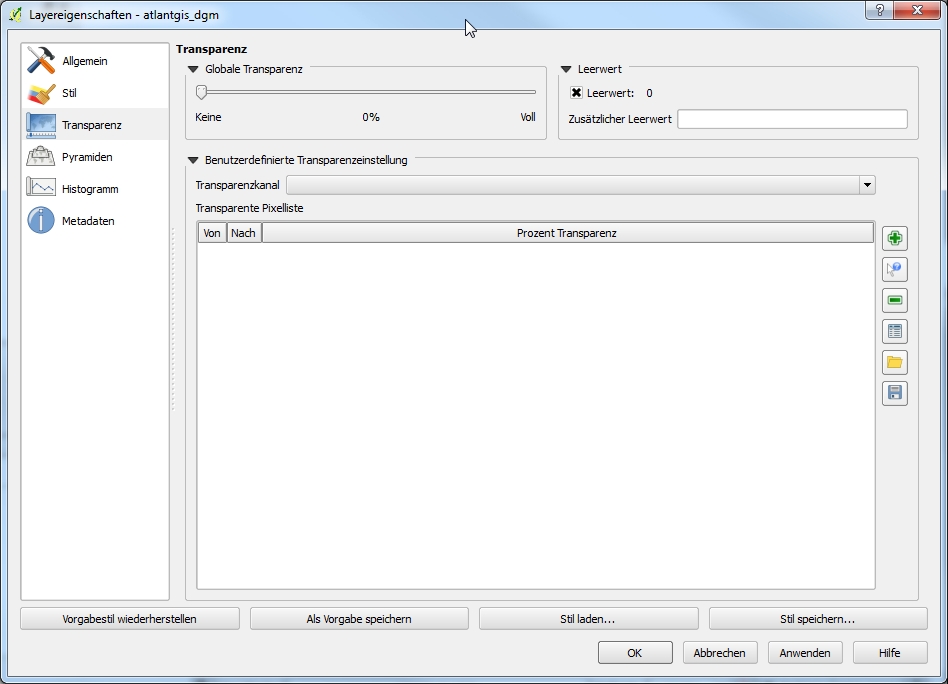 Layereigenschaften - atlantgis_dgm
?
Allgemein
Stil
Transparenz
Pyramiden
Histogramm
Metadaten
Transparenz
Globale Transparenz
Keine 0% Voll
Leerwert
Leerwert: 0
Zusätzlicher Leerwert
Benutzerdefinierte Transparenzeinstellung
Transparenzkanal
Transparente Pixelliste
Von Nach Prozent Transparenz
Vorgabestil wiederherstellen Als Vorgabe speichern Stil laden... Stil speichern...
OK Abbrechen Anwenden Hilfe